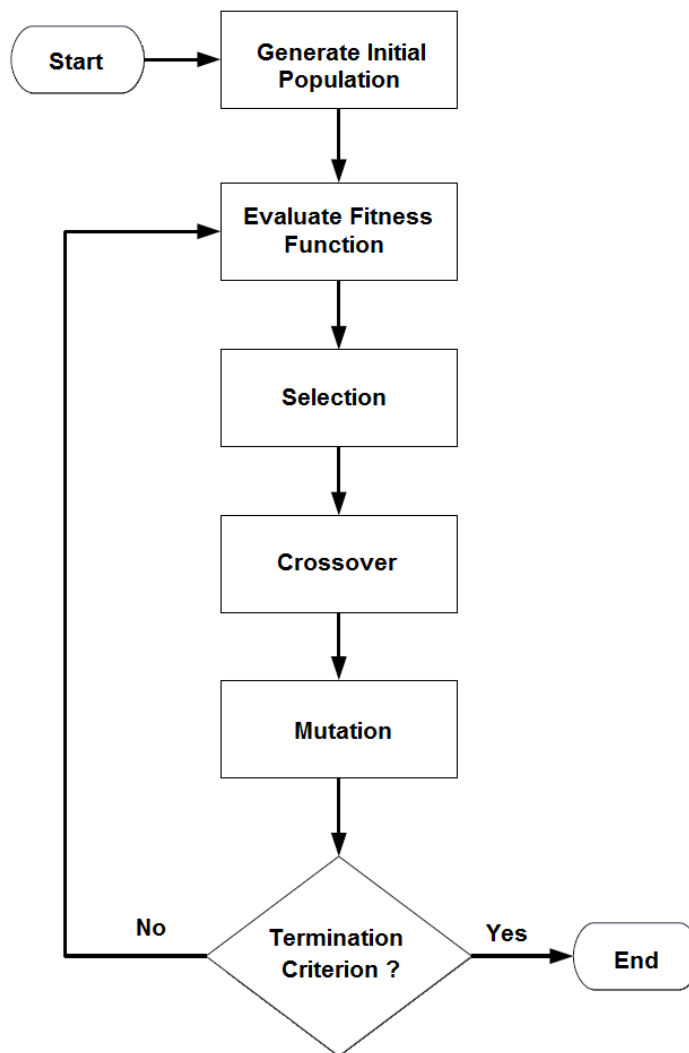 Start
Generate Initial
Population
Evaluate Fitness
Function
Selection
Crossover
Mutation
No
Termination
Criterion ?
Yes
End